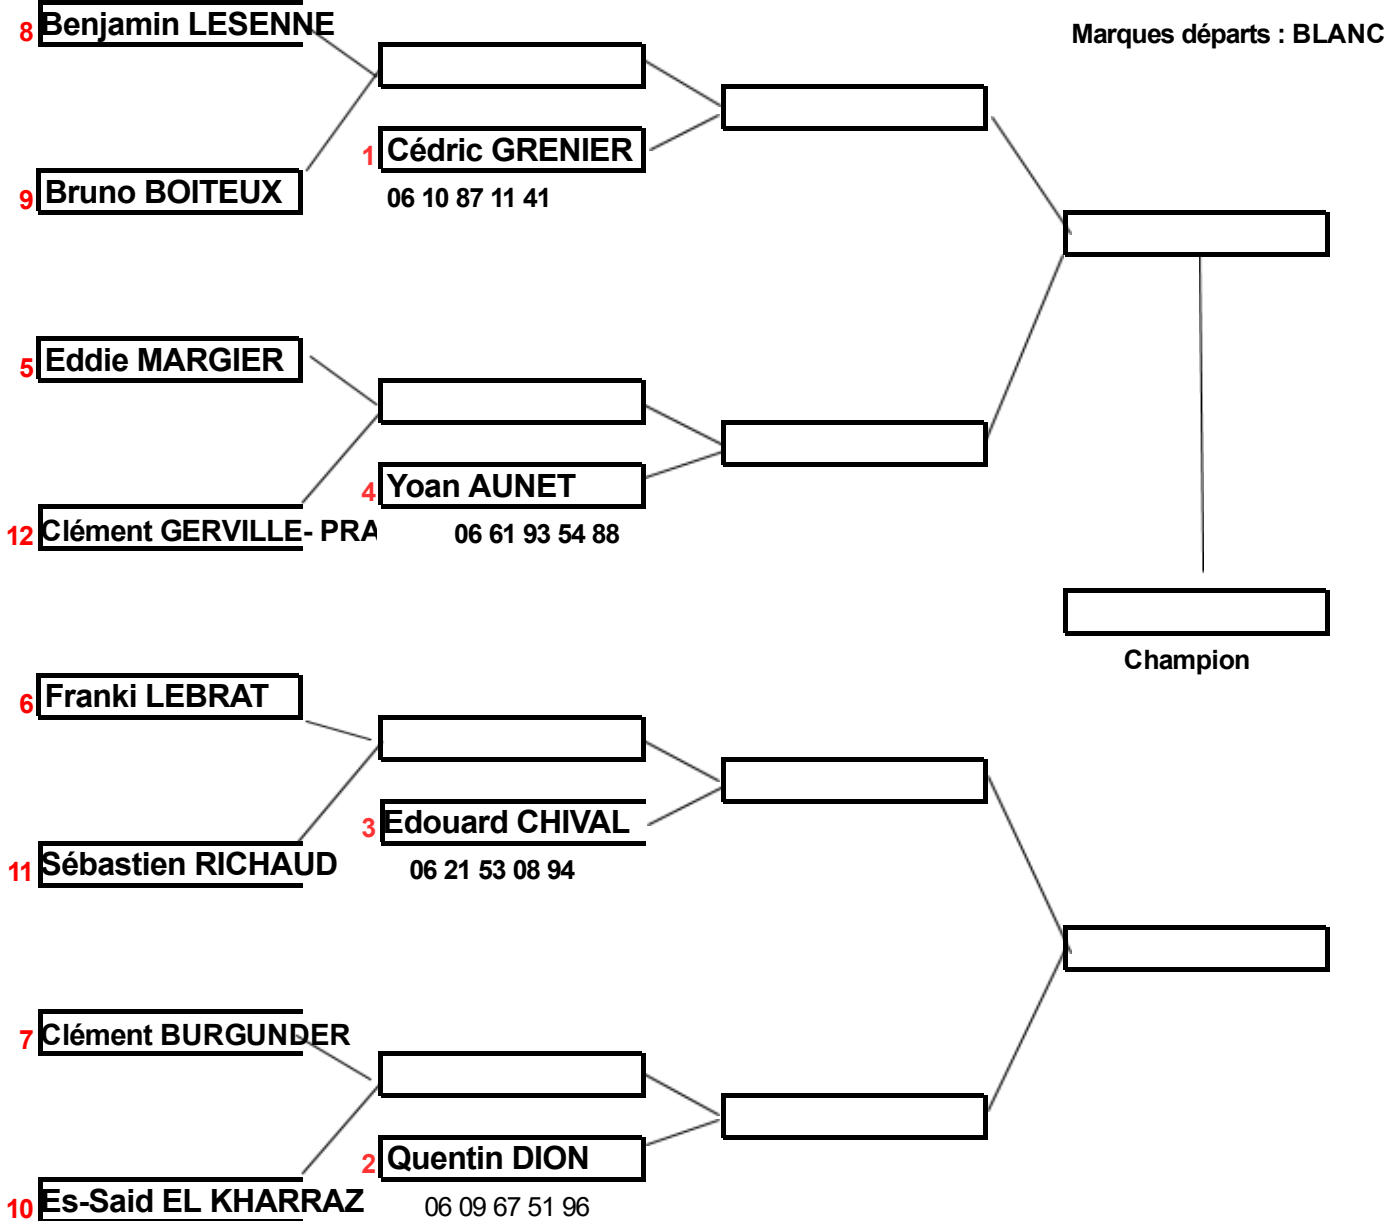 8 Benjamin LESENNE
Marques départs : BLANC
1 Cédric GRENIER
9 Bruno BOITEUX
06 10 87 11 41
5 Eddie MARGIER
4 Yoan AUNET
12 Clément GERVILLE- PRA
06 61 93 54 88
Champion
6 Franki LEBRAT
3 Edouard CHIVAL
11 Sébastien RICHAUD
06 21 53 08 94
7 Clément BURGUNDER
2 Quentin DION
10 Es-Said EL KHARRAZ
06 09 67 51 96